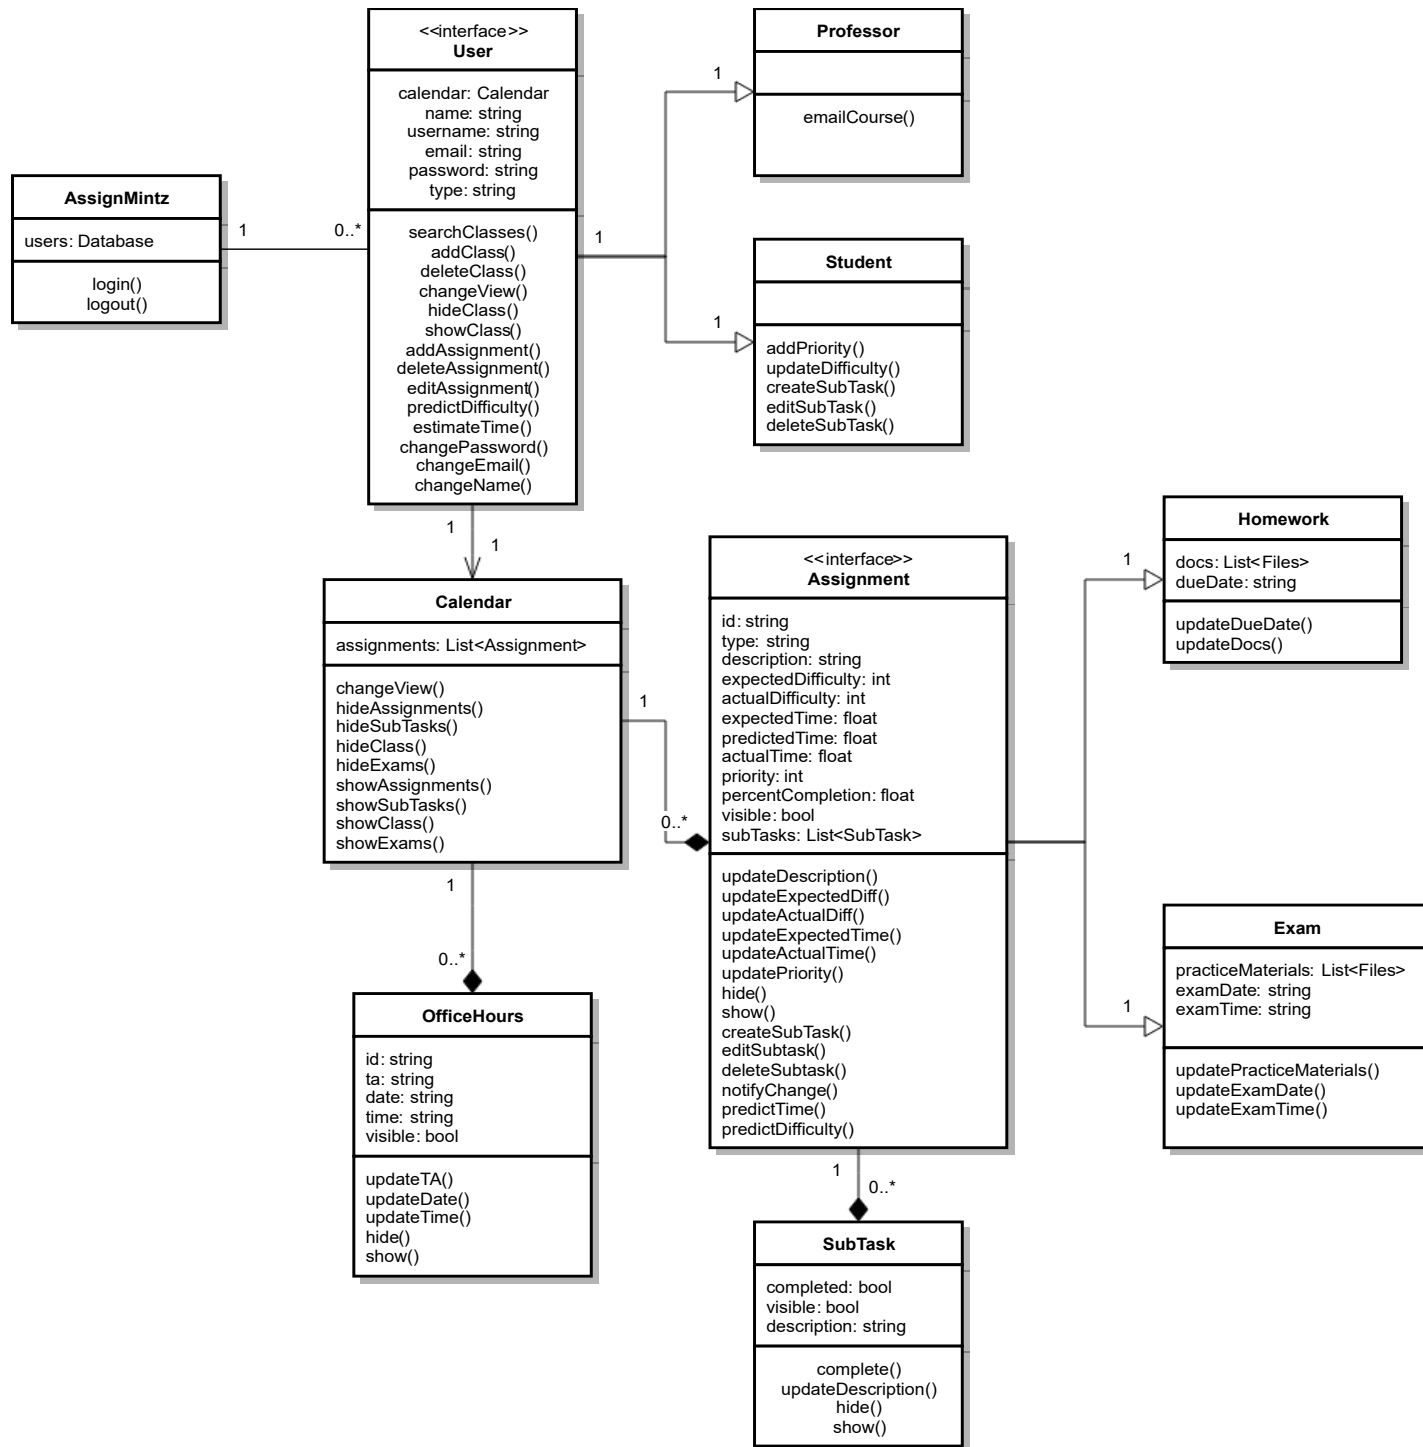 <<interface>>
User
calendar: Calendar
name: string
username: string
email: string
password: string
type: string
searchClasses()
addClass()
deleteClass()
changeView()
hideClass()
showClass()
addAssignment()
deleteAssignment()
editAssignment()
predictDifficulty()
estimateTime()
changePassword()
changeEmail()
changeName()
Professor
emailCourse()
1
AssignMintz
users: Database
login()
logout()
1
0..*
1
Student
addPriority()
updateDifficulty()
createSubTask()
editSubTask()
deleteSubTask()
1
1
1
Calendar
assignments: List<Assignment>
changeView()
hideAssignments()
hideSubTasks()
hideClass()
hideExams()
showAssignments()
showSubTasks()
showClass()
showExams()
1
0..*
<<interface>>
Assignment
id: string
type: string
description: string
expectedDifficulty: int
actualDifficulty: int
expectedTime: float
predictedTime: float
actualTime: float
priority: int
percentCompletion: float
visible: bool
subTasks: List<SubTask>
updateDescription()
updateExpectedDiff()
updateActualDiff()
updateExpectedTime()
updateActualTime()
updatePriority()
hide()
show()
createSubTask()
editSubtask()
deleteSubtask()
notifyChange()
predictTime()
predictDifficulty()
1
Homework
docs: List<Files>
dueDate: string
updateDueDate()
updateDocs()
1
Exam
practiceMaterials: List<Files>
examDate: string
examTime: string
updatePracticeMaterials()
updateExamDate()
updateExamTime()
1
0..*
OfficeHours
id: string
ta: string
date: string
time: string
visible: bool
updateTA()
updateDate()
updateTime()
hide()
show()
1
0..*
SubTask
completed: bool
visible: bool
description: string
complete()
updateDescription()
hide()
show()